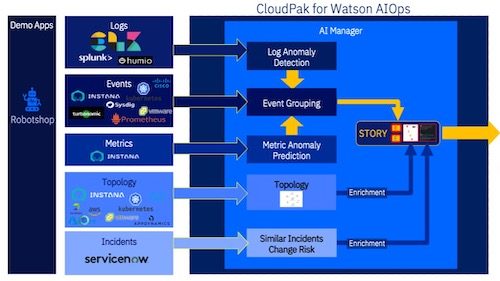 CloudPak for Watson AIOps
Demo Apps
Robotshop
Logs
splunk>
humio
Events
INSTANA
kubernetes
CISCO
Sysdig
turbonomic
vmware
Prometheus
Metrics
INSTANA
Topology
INSTANA
aws
kubernetes
vmware
APPDYNAMICS
Incidents
servicenow
AI Manager
Log Anomaly
Detection
Event Grouping
Metric Anomaly
Prediction
STORY
Topology
Enrichment
Similar Incidents
Change Risk
Enrichment